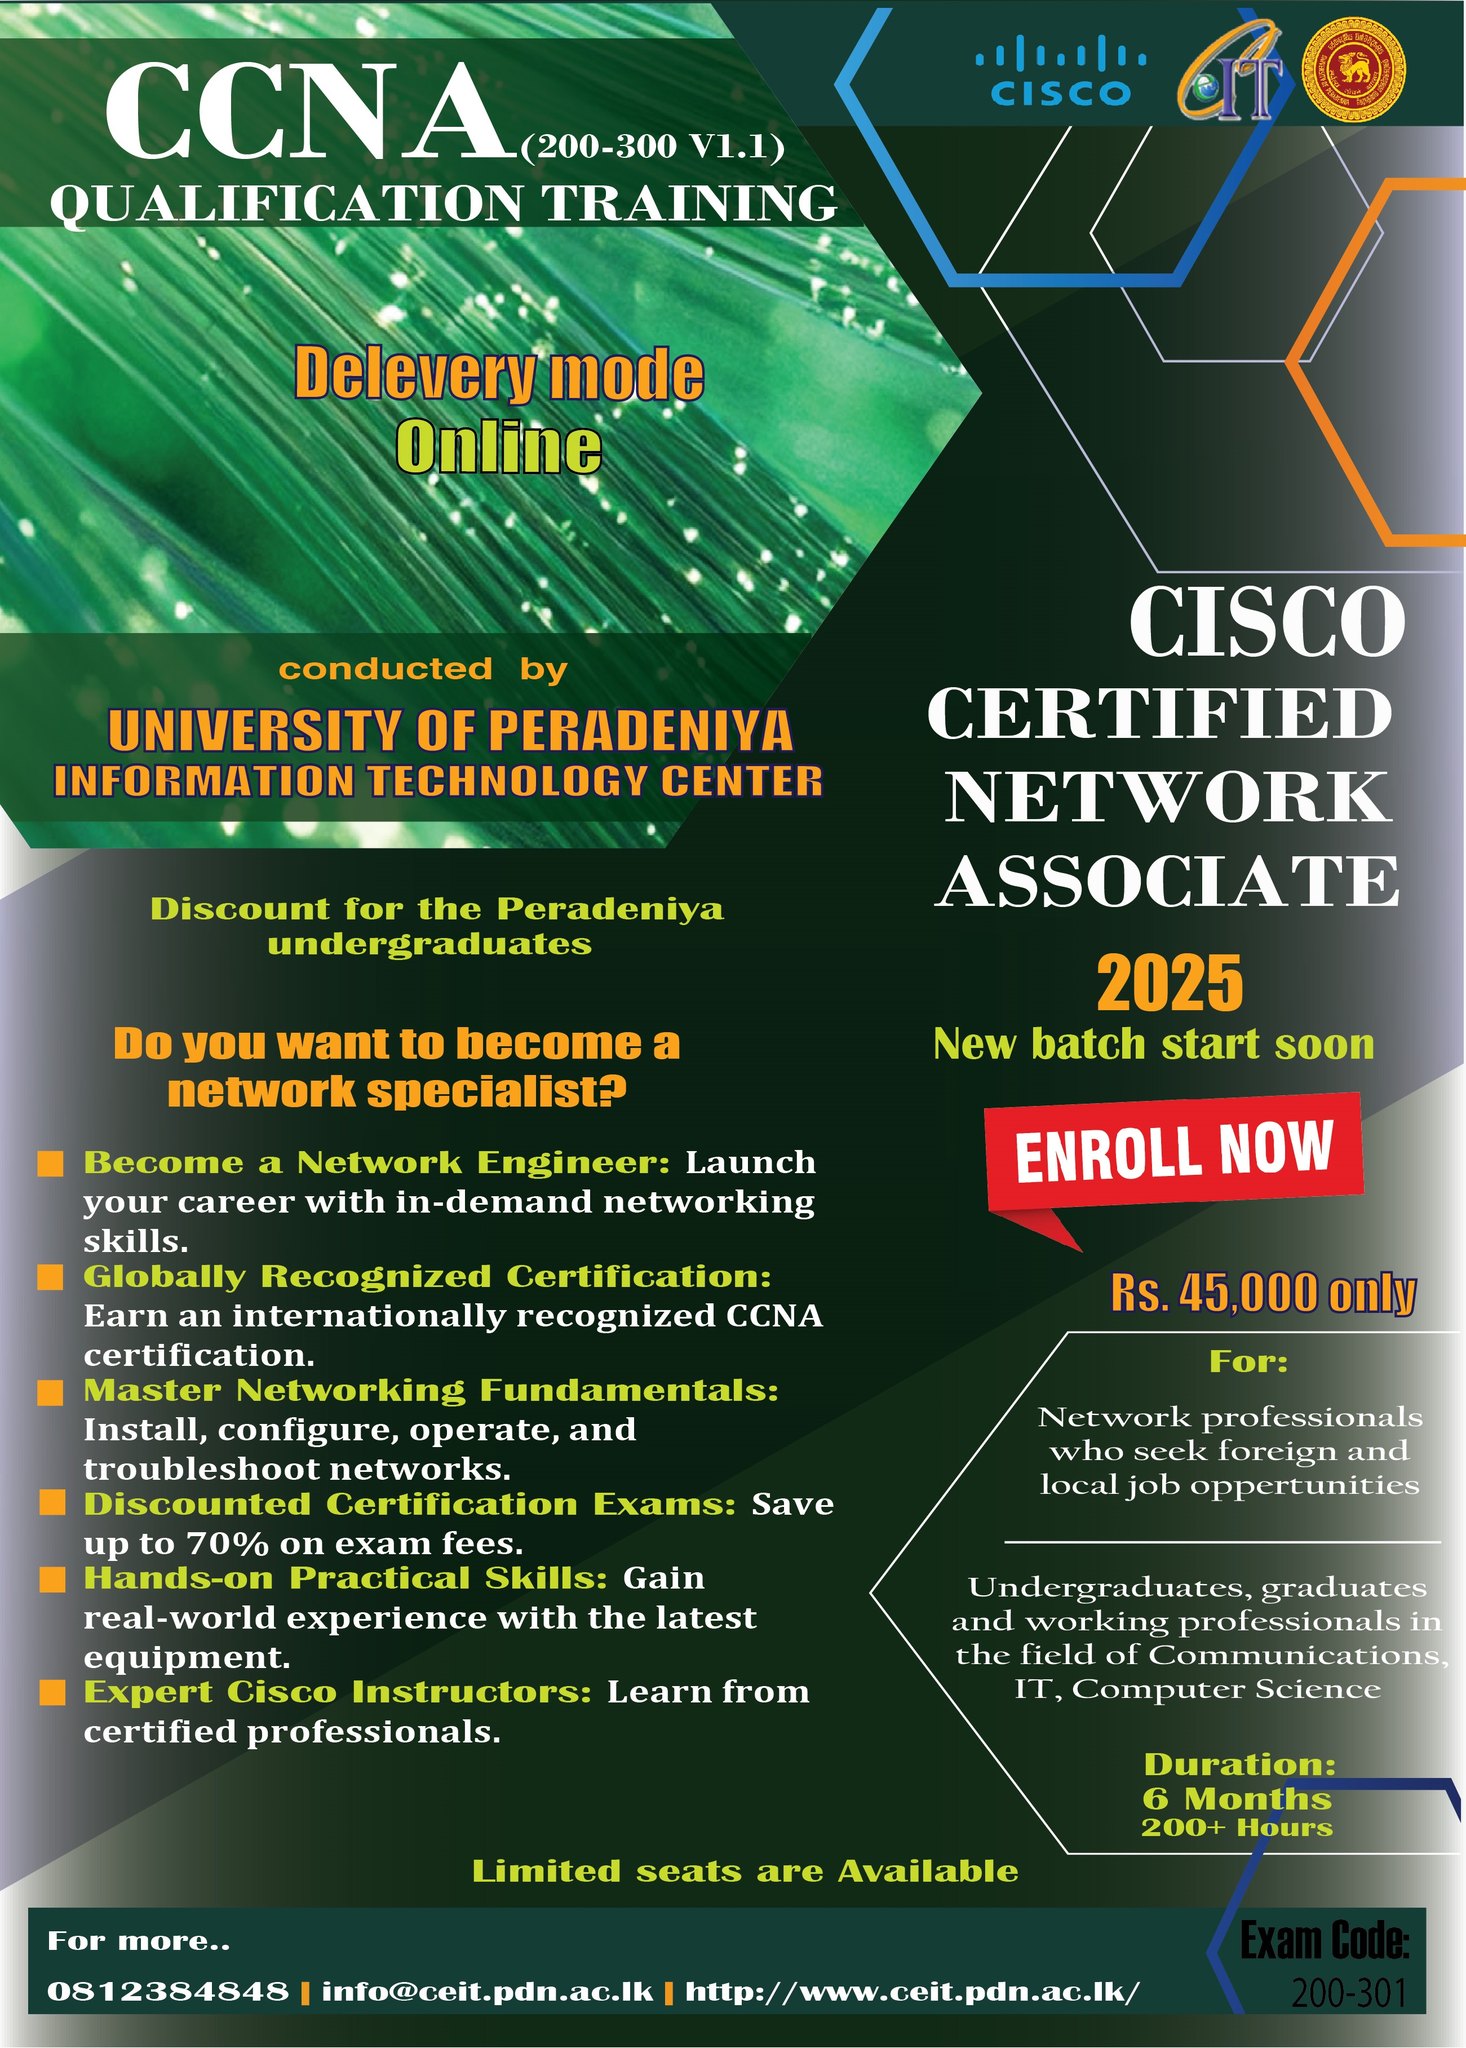 CISCO
CIT
CCNA (200-300 V1.1)
QUALIFICATION TRAINING
Delevery mode
Online
conducted by
UNIVERSITY OF PERADENIYA
INFORMATION TECHNOLOGY CENTER
CISCO
CERTIFIED
NETWORK
ASSOCIATE
2025
New batch start soon
ENROLL NOW
Rs. 45,000 only
Discount for the Peradeniya
undergraduates
Do you want to become a
network specialist?
Become a Network Engineer: Launch
your career with in-demand networking
skills.
Globally Recognized Certification:
Earn an internationally recognized CCNA
certification.
Master Networking Fundamentals:
Install, configure, operate, and
troubleshoot networks.
Discounted Certification Exams: Save
up to 70% on exam fees.
Hands-on Practical Skills: Gain
real-world experience with the latest
equipment.
Expert Cisco Instructors: Learn from
certified professionals.
For:
Network professionals
who seek foreign and
local job oppertunities
Undergraduates, graduates
and working professionals in
the field of Communications,
IT, Computer Science
Duration:
6 Months
200+ Hours
Limited seats are Available
For more..
0812384848 | info@ceit.pdn.ac.lk | http://www.ceit.pdn.ac.lk/
Exam Code:
200-301